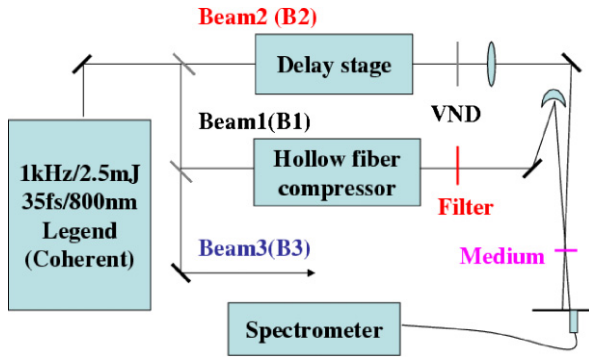 Beam2 (B2)
Delay stage
VND
Beam1(B1)
1kHz/2.5mJ
35fs/800nm
Legend
(Coherent)
Hollow fiber
compressor
Filter
Beam3(B3)
Medium
Spectrometer